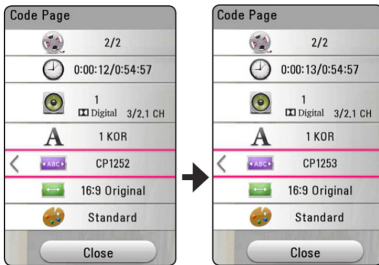 Code Page
2/2
0:00:12/0:54:57
1
Digital 3/2.1 CH
A 1 KOR
ABC CP1252
16:9 Original
Standard
Close
Code Page
2/2
0:00:13/0:54:57
1
Digital 3/2.1 CH
A 1 KOR
ABC CP1253
16:9 Original
Standard
Close